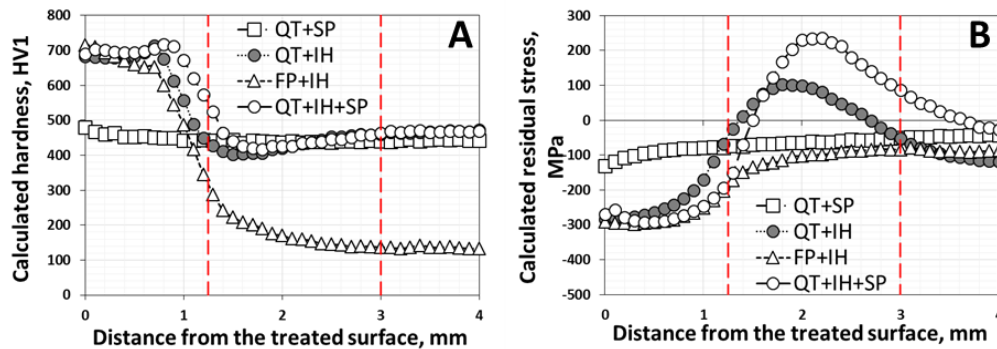 A
Calculated hardness, HV1
800
700
600
500
400
300
200
100
0
QT+SP
QT+IH
FP+IH
QT+IH+SP
0 1 2 3 4
Distance from the treated surface, mm
B
Calculated residual stress,
MPa
300
200
100
0
-100
-200
-300
-400
-500
QT+SP
QT+IH
FP+IH
QT+IH+SP
0 1 2 3 4
Distance from the treated surface, mm